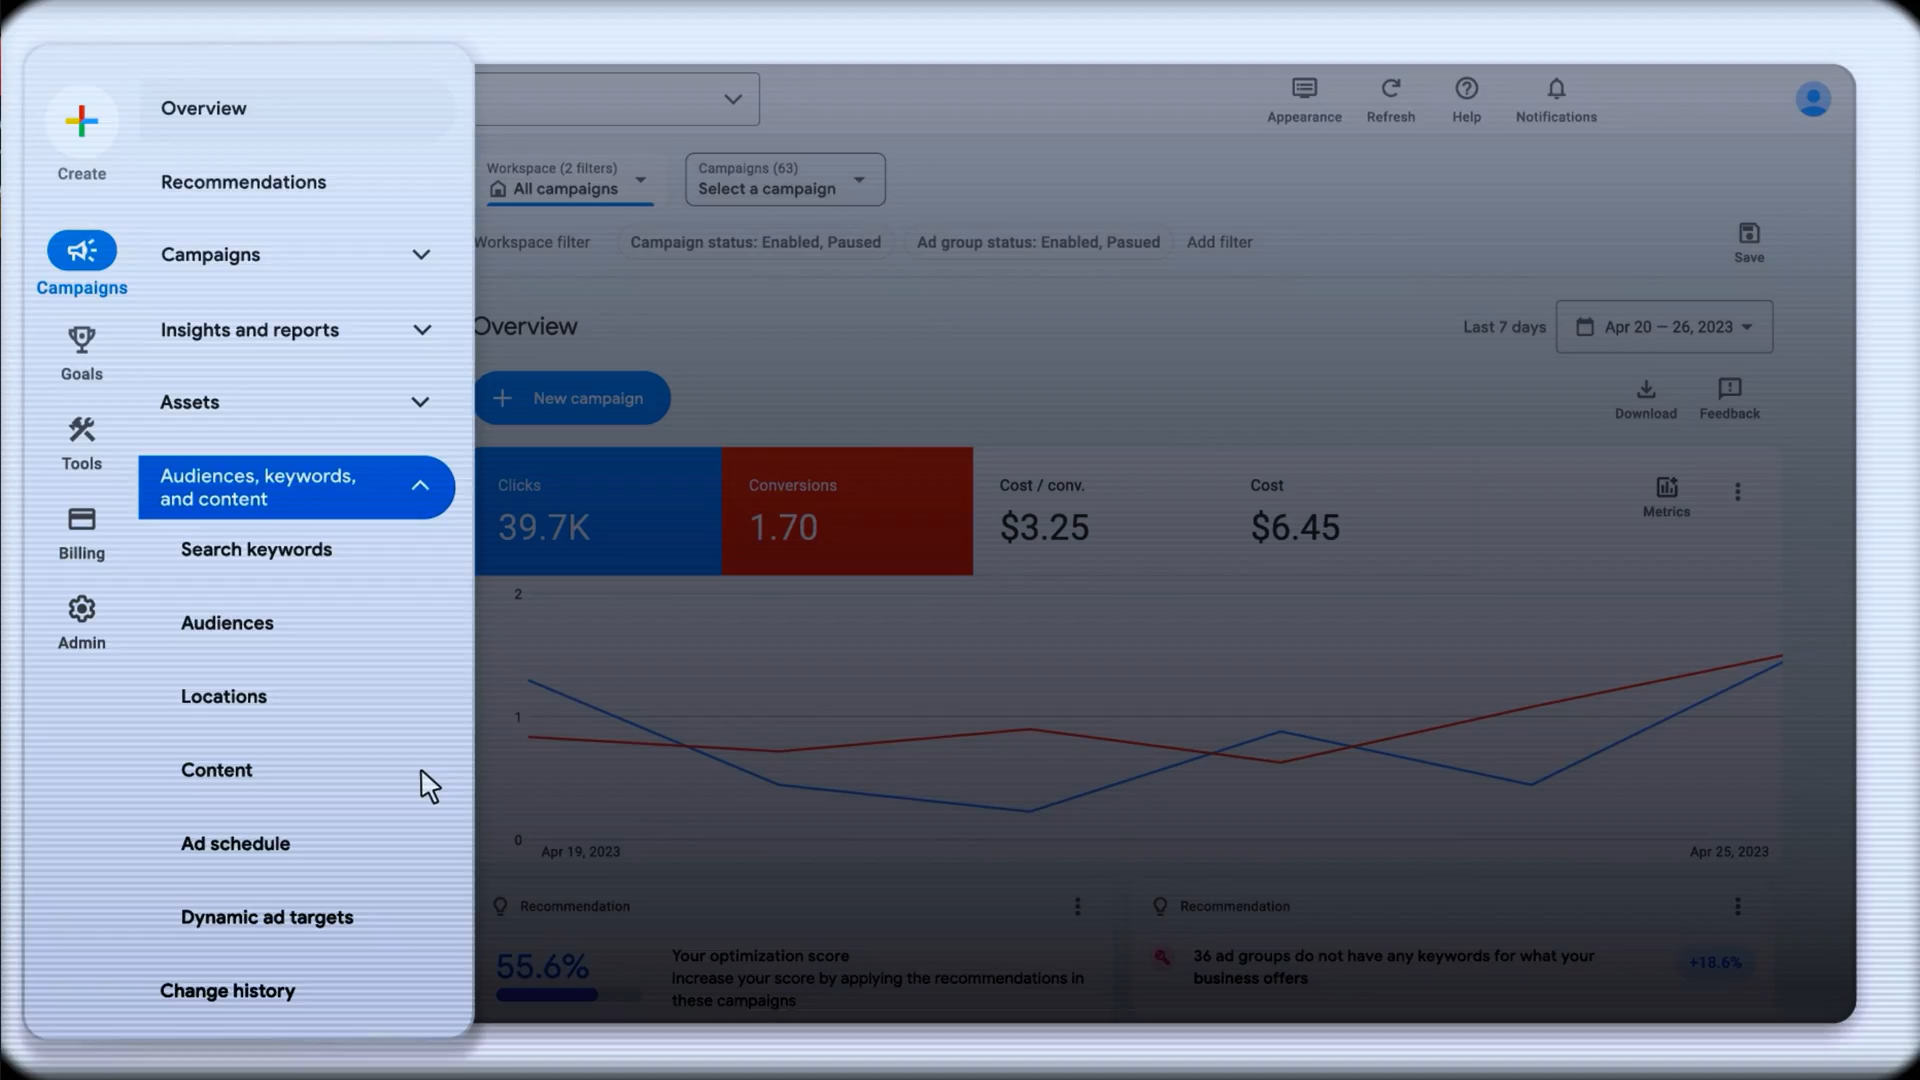 Create
Campaigns
Goals
Tools
Billing
Admin
Overview
Recommendations
Campaigns
Insights and reports
Assets
Audiences, keywords,
and content
Search keywords
Audiences
Locations
Content
Ad schedule
Dynamic ad targets
Change history
Appearance
Refresh
Help
Notifications
Workspace (2 filters)
All campaigns
Campaigns (63)
Select a campaign
Workspace filter
Campaign status: Enabled, Paused
Ad group status: Enabled, Pasued
Add filter
Save
Overview
Last 7 days
Apr 20 – 26, 2023
New campaign
Download
Feedback
Clicks
39.7K
Conversions
1.70
Cost / conv.
$3.25
Cost
$6.45
Metrics
2
1
0
Apr 19, 2023
Apr 25, 2023
Recommendation
55.6%
Your optimization score
Increase your score by applying the recommendations in
these campaigns
Recommendation
36 ad groups do not have any keywords for what your
business offers
+18.6%